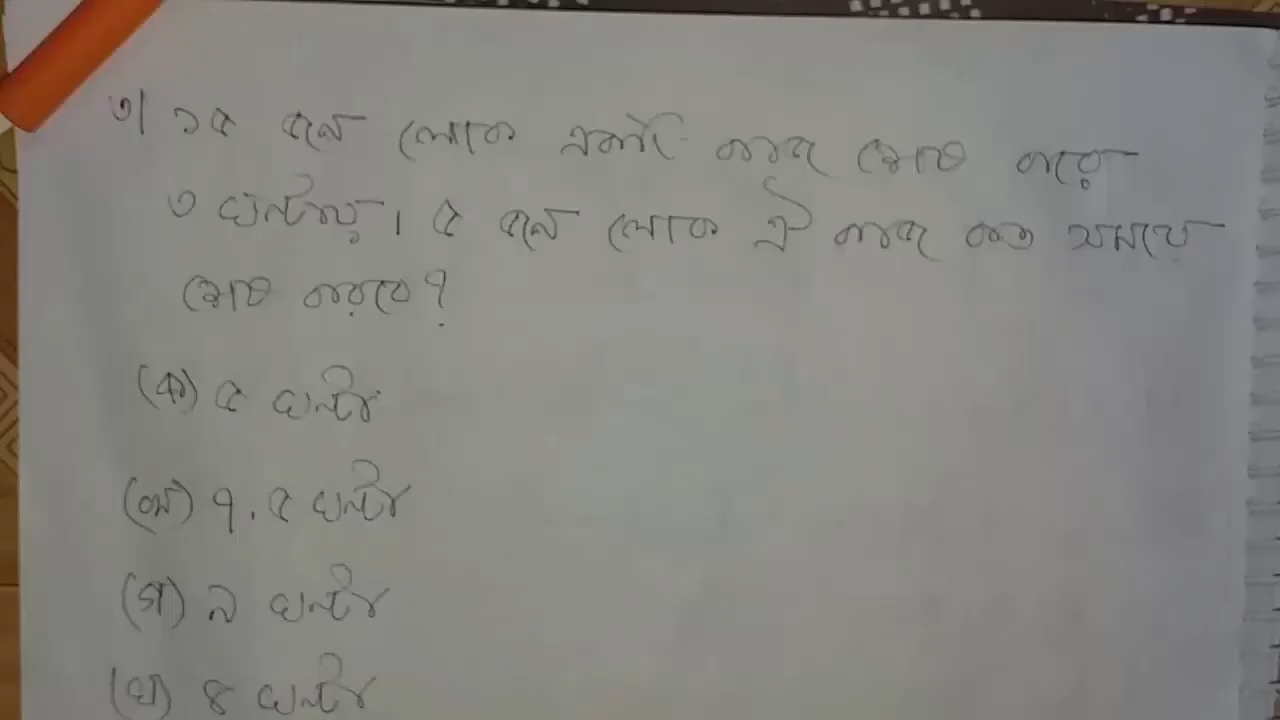 ৩| ১৫ জন লোক একটি কাজ শেষ করে
৩ ঘন্টায়। ৫ জন লোক ঐ কাজ কত সময়ে
শেষ করবে?
(ক) ৫ ঘন্টা
(খ) ৭.৫ ঘন্টা
(গ) ৯ ঘন্টা
(ঘ) ৪ ঘন্টা